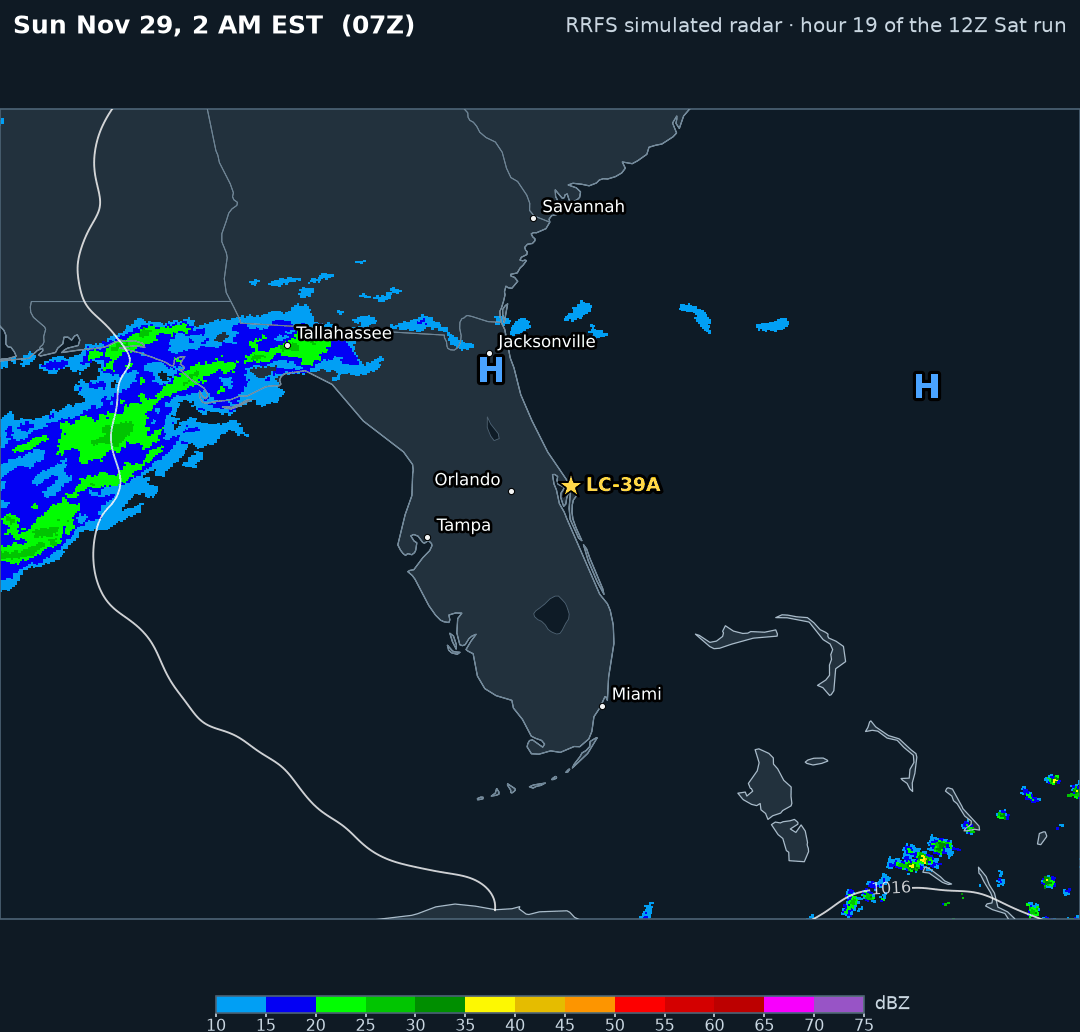 Sun Nov 29, 2 AM EST (07Z)
RRFS simulated radar · hour 19 of the 12Z Sat run
Savannah
Tallahassee
Jacksonville
H
H
Orlando
LC-39A
Tampa
Miami
1016
dBZ
10 15 20 25 30 35 40 45 50 55 60 65 70 75